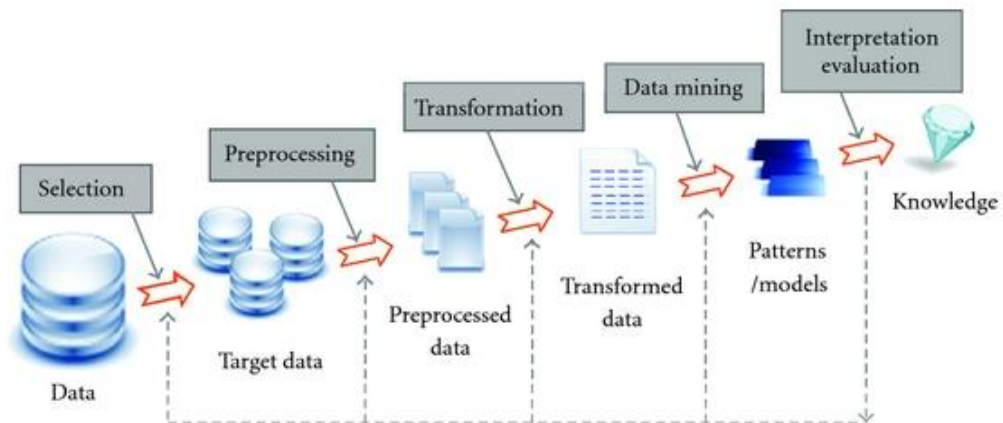 Interpretation
evaluation
Data mining
Transformation
Preprocessing
Selection
Knowledge
Patterns
/models
Transformed
data
Preprocessed
data
Target data
Data